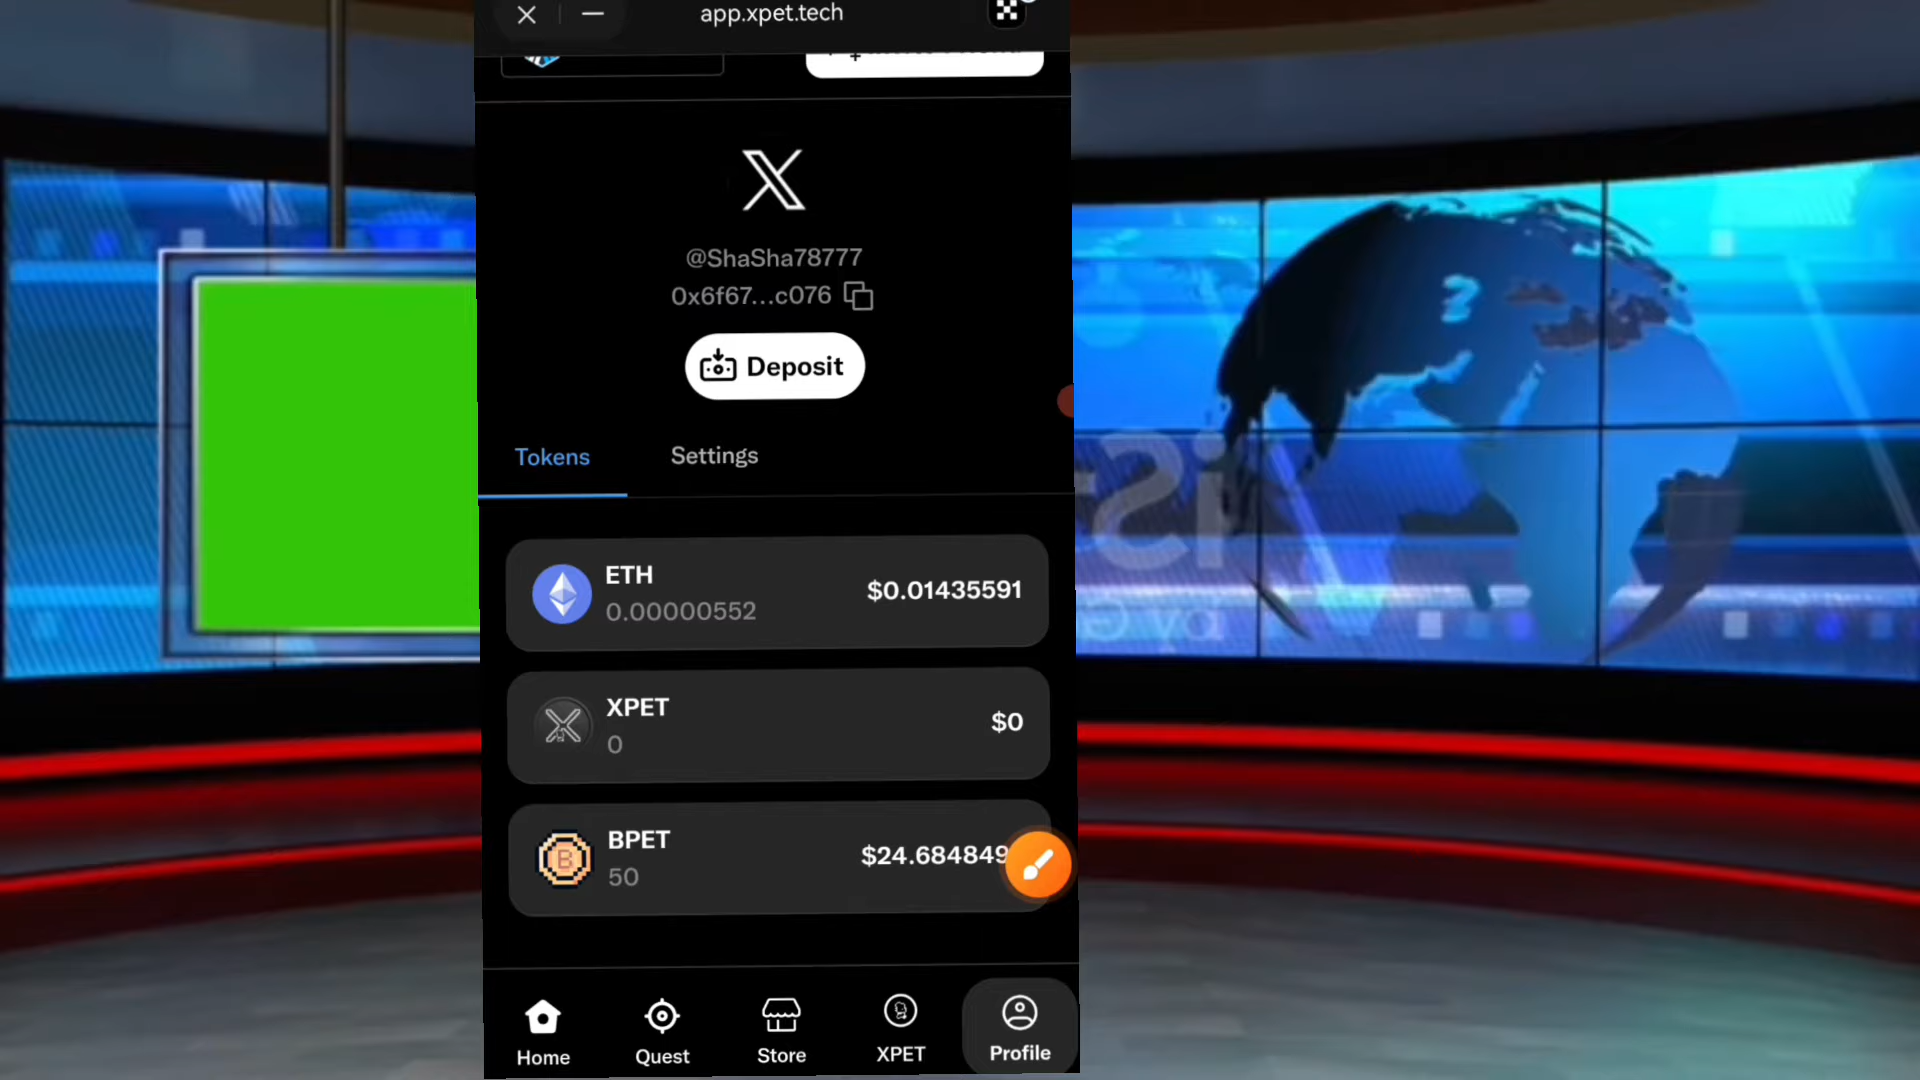 app.xpet.tech
@ShaSha78777
0x6f67...c076
Deposit
Tokens
Settings
ETH
0.00000552
$0.01435591
XPET
0
$0
BPET
50
$24.684849
Home
Quest
Store
XPET
Profile